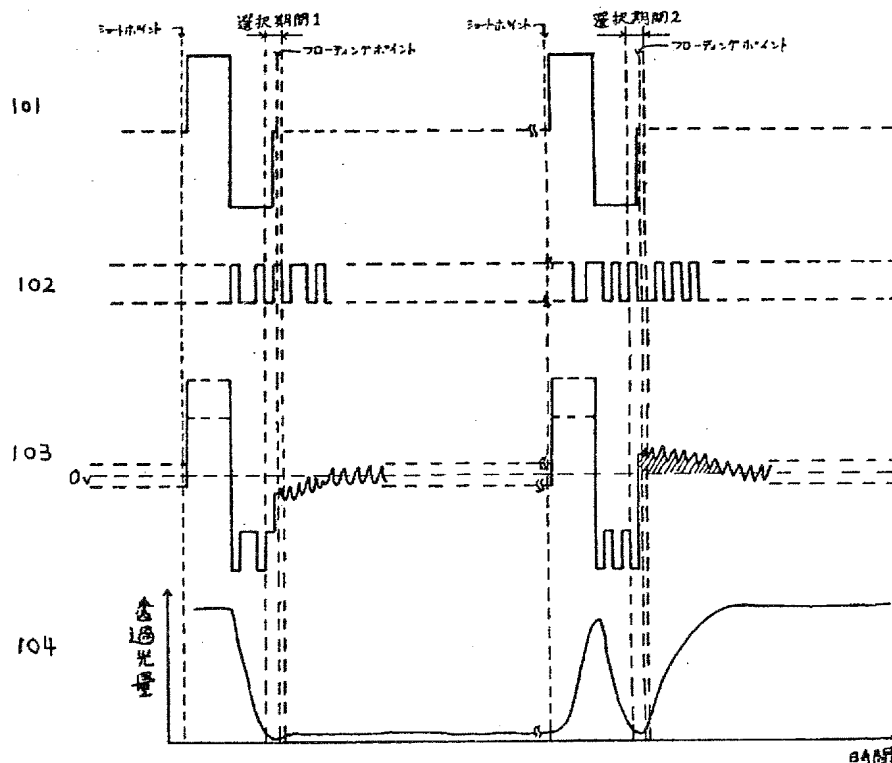 ショートポイント 選択期間1 ショートポイント 選択期間2
フローティングポイント フローティングポイント
101
102
103
0v
104
透過光量
時間